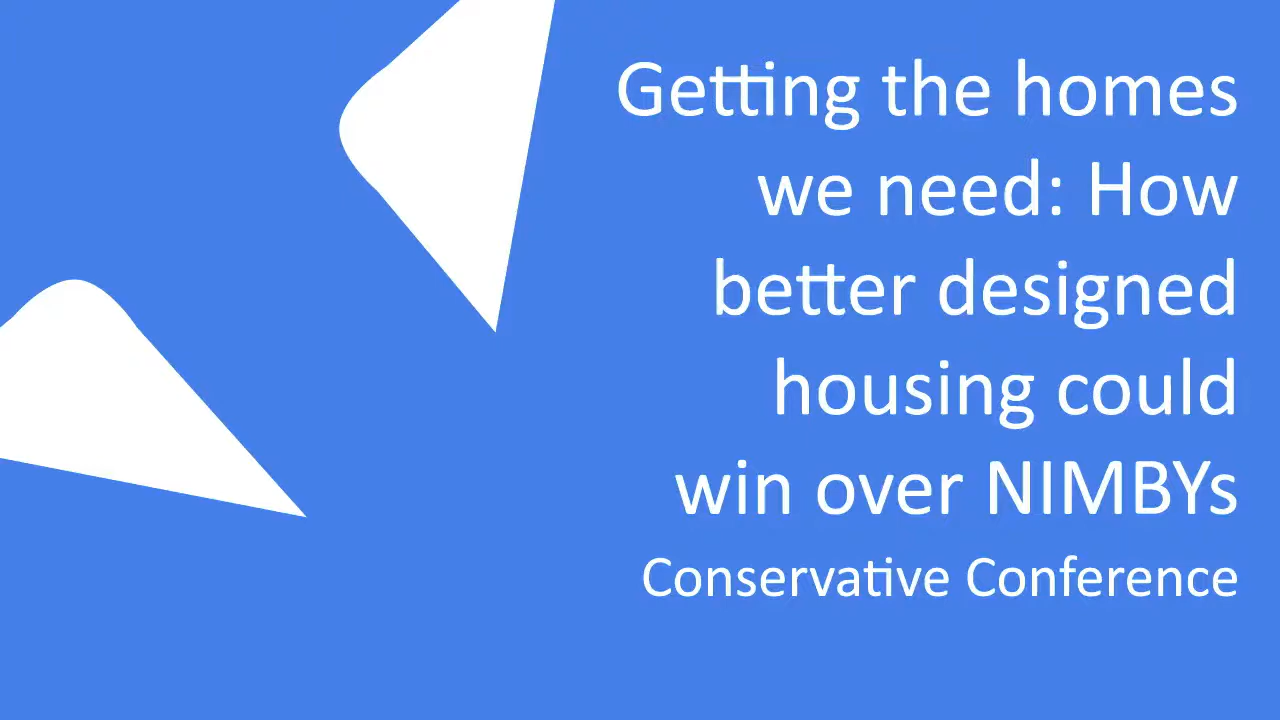 Getting the homes
we need: How
better designed
housing could
win over NIMBYs
Conservative Conference